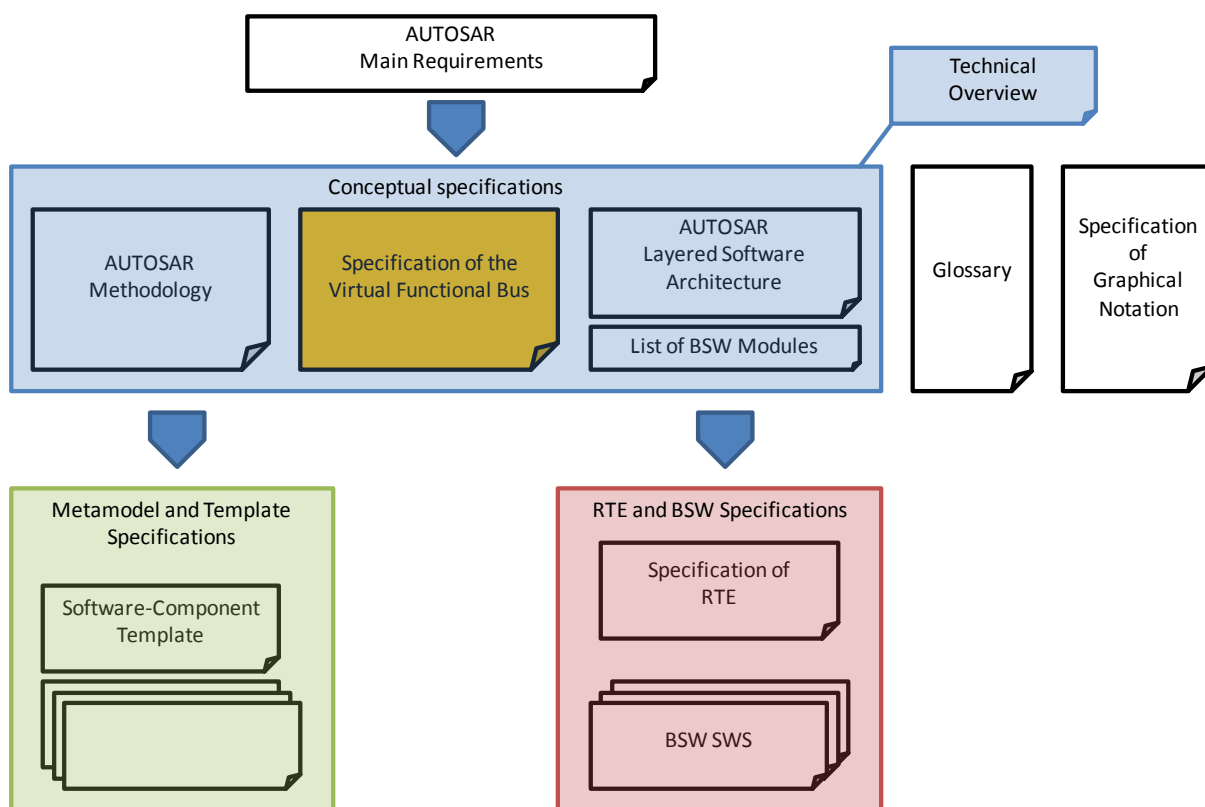 AUTOSAR
Main Requirements
Technical
Overview
Conceptual specifications
AUTOSAR
Methodology
Specification of the
Virtual Functional Bus
AUTOSAR
Layered Software
Architecture
List of BSW Modules
Glossary
Specification
of
Graphical
Notation
Metamodel and Template
Specifications
Software-Component
Template
RTE and BSW Specifications
Specification of
RTE
BSW SWS